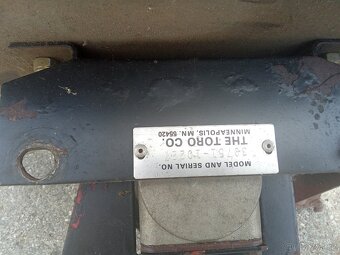 MODEL AND SERIAL NO.
THE TORO CO.
MINNEAPOLIS, MN. 55420